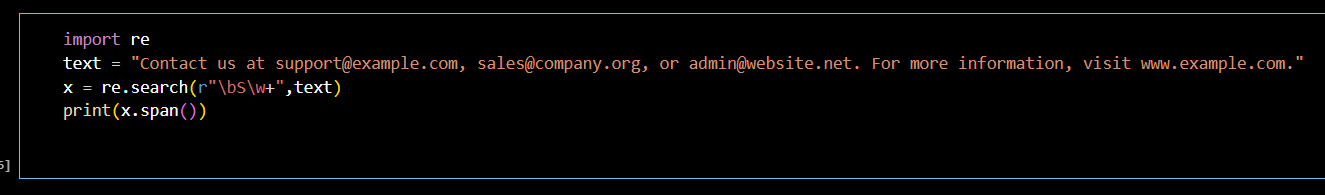 import re
text = "Contact us at support@example.com, sales@company.org, or admin@website.net. For more information, visit www.example.com."
x = re.search(r"\bS\w+",text)
print(x.span())
5]